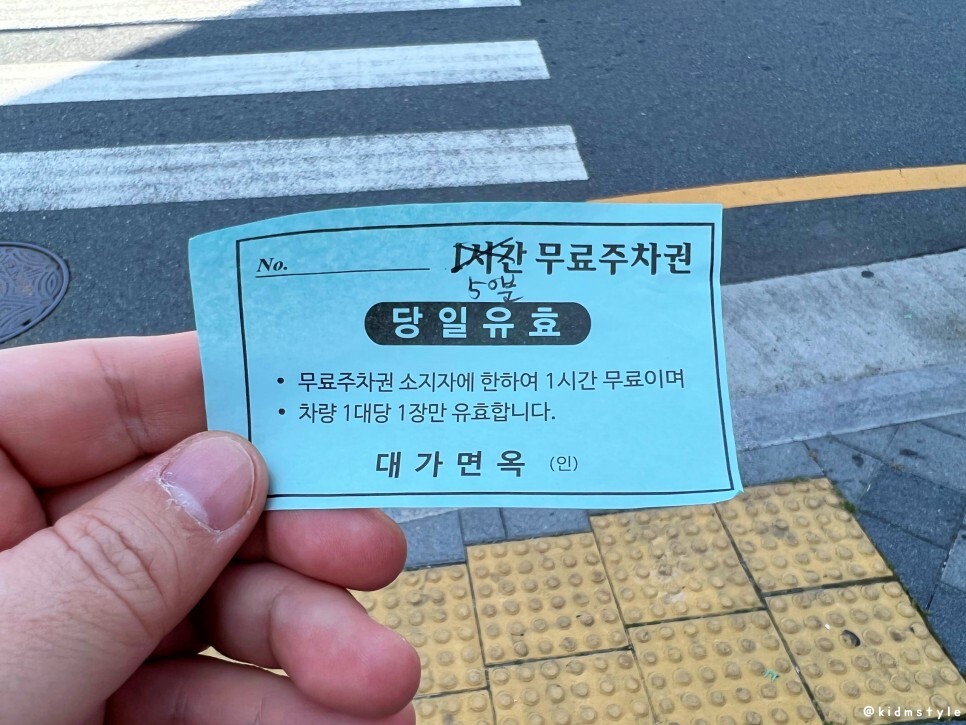 No.
1시간 무료주차권
50분
당일유효
• 무료주차권 소지자에 한하여 1시간 무료이며
• 차량 1대당 1장만 유효합니다.
대가면옥 (인)
@kidmstyle